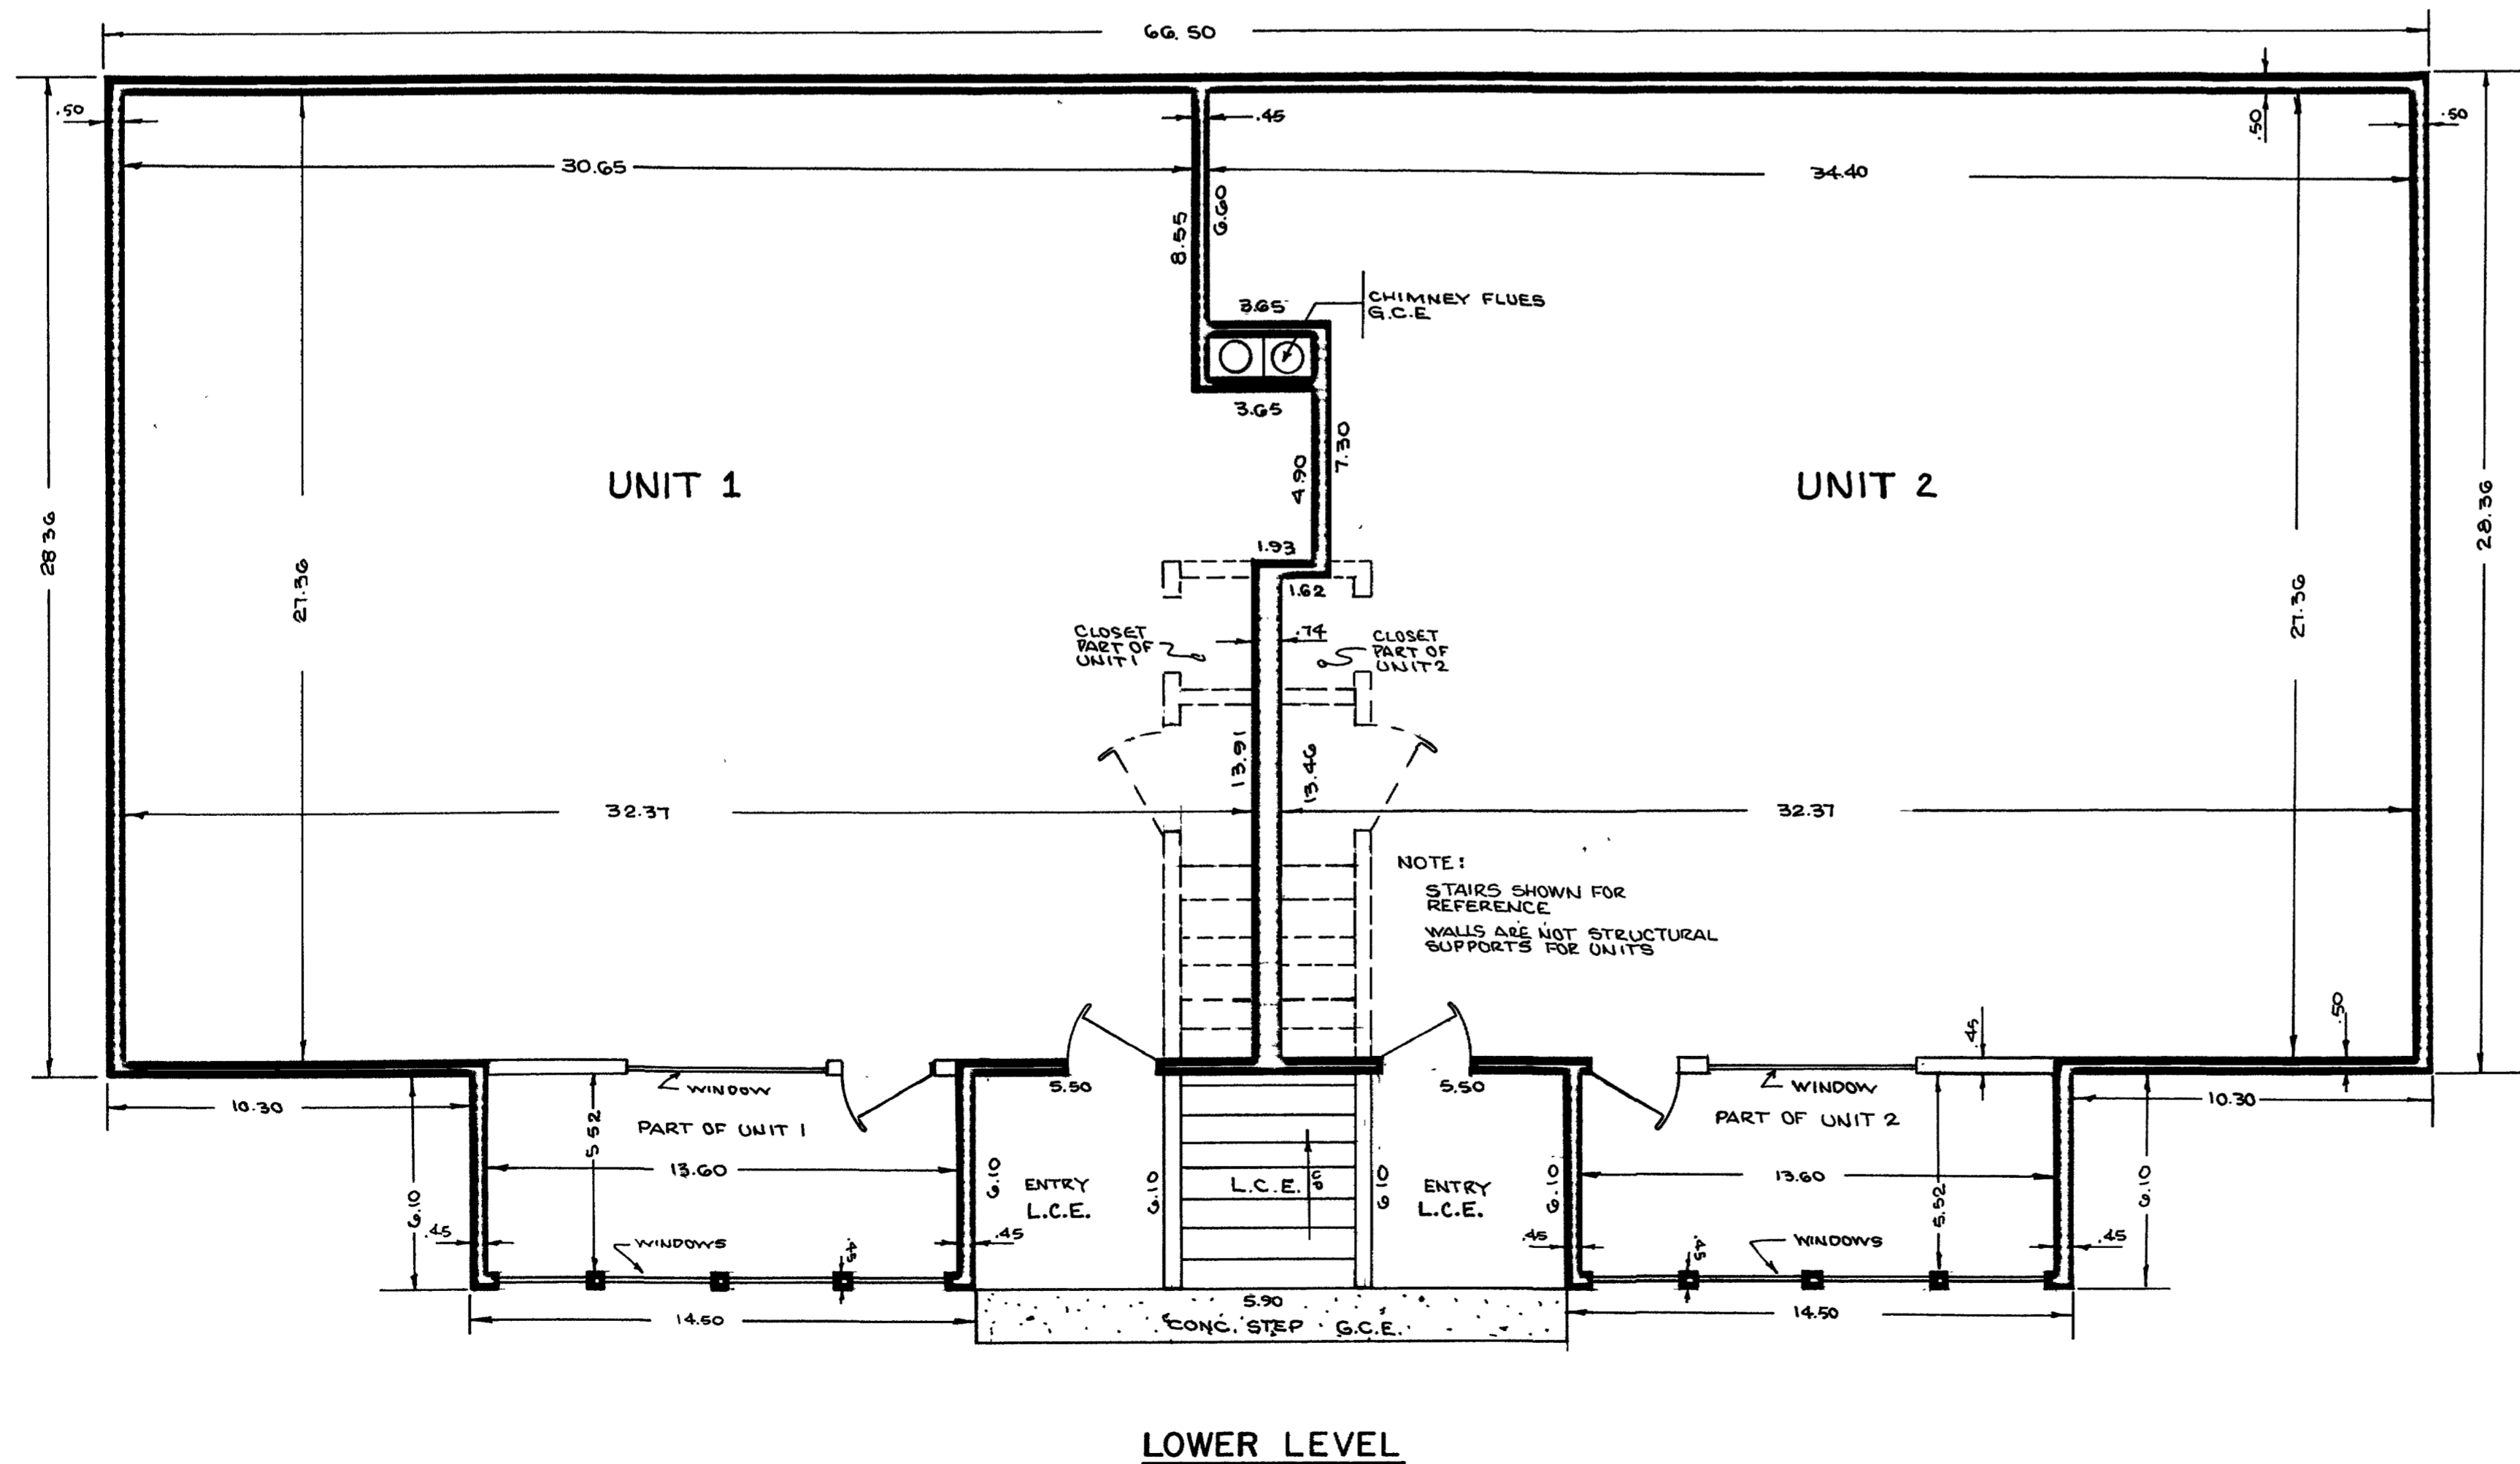 66.50
.50
.45
.50
.50
30.65
34.40
8.55
6.60
3.65
CHIMNEY FLUES
G.C.E
3.65
UNIT 1
4.90
7.30
UNIT 2
28 36
27.36
27.36
28.36
1.93
1.62
CLOSET
PART OF
UNIT 1
.74
CLOSET
PART OF
UNIT 2
13.91
13.46
32.37
32.37
NOTE:
STAIRS SHOWN FOR
REFERENCE
WALLS ARE NOT STRUCTURAL
SUPPORTS FOR UNITS
.45
.50
10.30
WINDOW
5.50
5.50
WINDOW
10.30
PART OF UNIT 1
PART OF UNIT 2
5 52
13.60
6.10
ENTRY
L.C.E.
6.10
L.C.E.
UP
6 10
ENTRY
L.C.E.
6.10
13.60
5.52
6.10
6.10
.45
WINDOWS
.45
.45
.45
.45
WINDOWS
.45
14.50
5.90
CONC. STEP G.C.E.
14.50
LOWER LEVEL